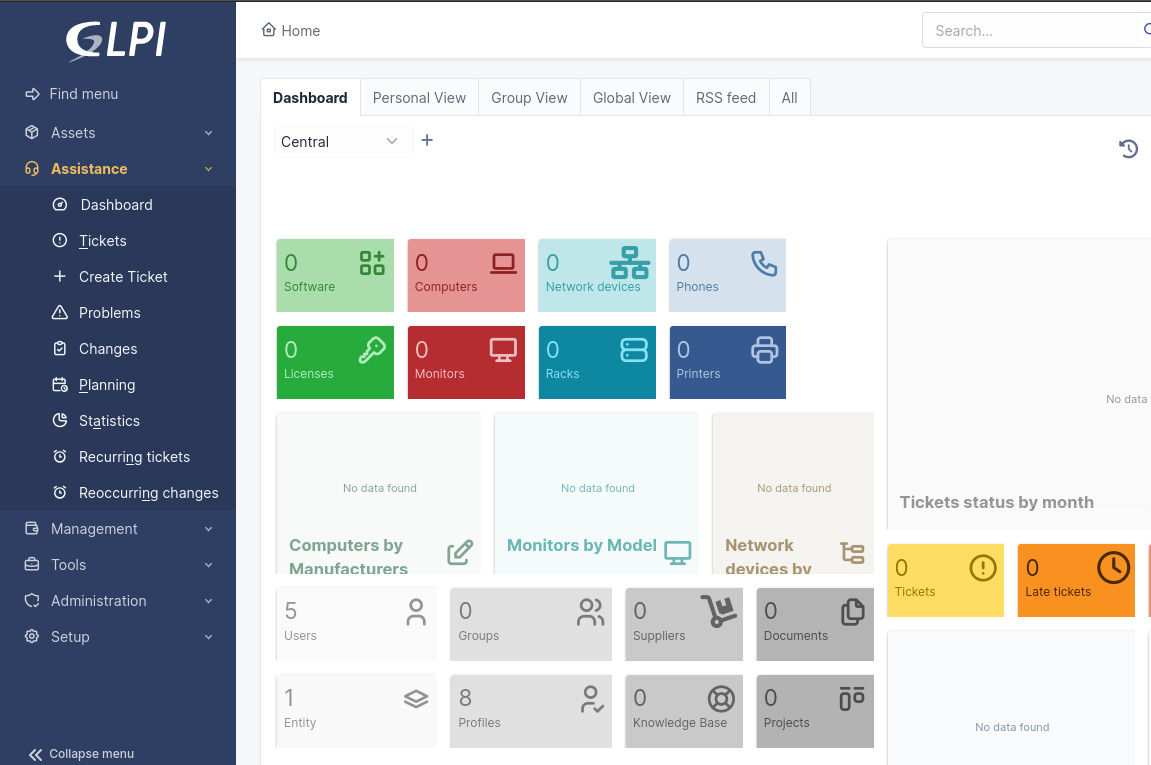 GLPI
Find menu
Assets
Assistance
Dashboard
Tickets
Create Ticket
Problems
Changes
Planning
Statistics
Recurring tickets
Reoccurring changes
Management
Tools
Administration
Setup
Collapse menu
Home
Search...
Dashboard
Personal View
Group View
Global View
RSS feed
All
Central
0
Software
0
Computers
0
Network devices
0
Phones
0
Licenses
0
Monitors
0
Racks
0
Printers
No data found
Computers by
Manufacturers
No data found
Monitors by Model
No data found
Network
devices by
5
Users
0
Groups
0
Suppliers
0
Documents
1
Entity
8
Profiles
0
Knowledge Base
0
Projects
No data
Tickets status by month
0
Tickets
0
Late tickets
No data found